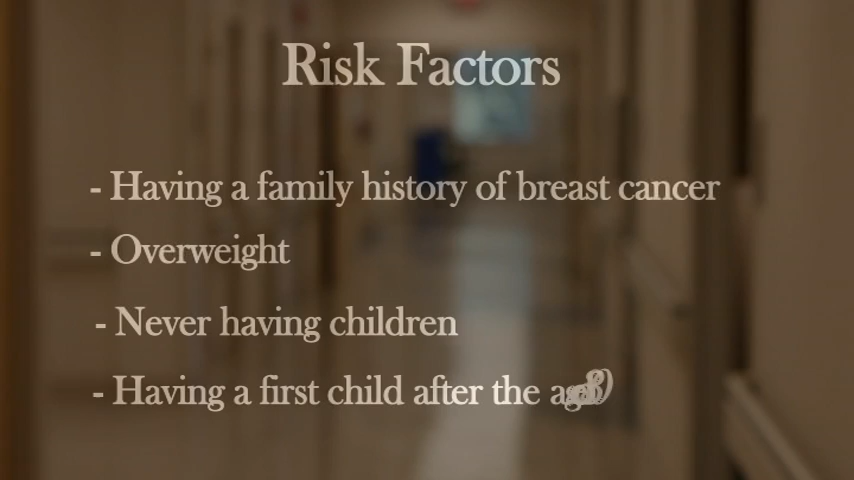 Risk Factors
- Having a family history of breast cancer
- Overweight
- Never having children
- Having a first child after the